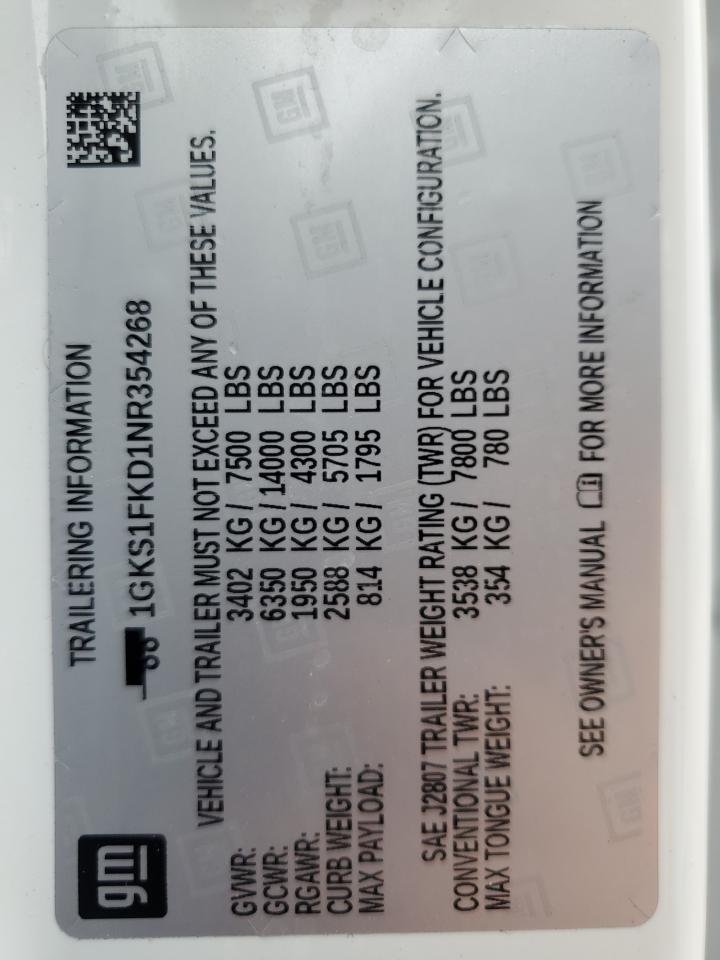 gm
TRAILERING INFORMATION
1GKS1FKD1NR354268
VEHICLE AND TRAILER MUST NOT EXCEED ANY OF THESE VALUES.
GVWR: 3402 KG / 7500 LBS
GCWR: 6350 KG / 14000 LBS
RGAWR: 1950 KG / 4300 LBS
CURB WEIGHT: 2588 KG / 5705 LBS
MAX PAYLOAD: 814 KG / 1795 LBS
SAE J2807 TRAILER WEIGHT RATING (TWR) FOR VEHICLE CONFIGURATION.
CONVENTIONAL TWR: 3538 KG / 7800 LBS
MAX TONGUE WEIGHT: 354 KG / 780 LBS
SEE OWNER'S MANUAL FOR MORE INFORMATION